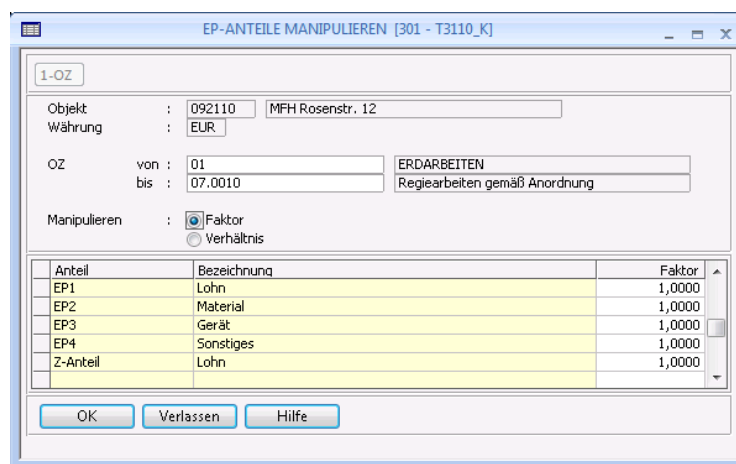 EP-ANTEILE MANIPULIEREN [301 - T3110_K]
1-OZ
Objekt : 092110 MFH Rosenstr. 12
Währung : EUR
OZ von : 01 ERDARBEITEN
bis : 07.0010 Regiearbeiten gemäß Anordnung
Manipulieren : Faktor
Verhältnis
Anteil Bezeichnung Faktor
EP1 Lohn 1,0000
EP2 Material 1,0000
EP3 Gerät 1,0000
EP4 Sonstiges 1,0000
Z-Anteil Lohn 1,0000
OK Verlassen Hilfe